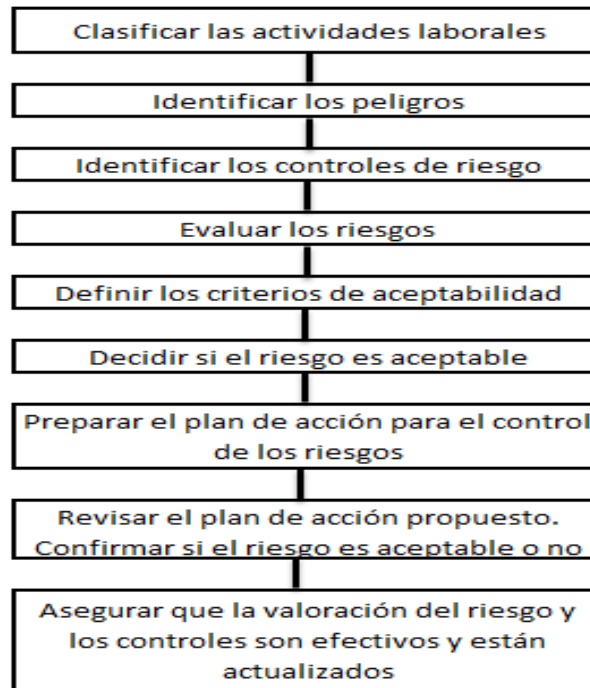 Clasificar las actividades laborales
Identificar los peligros
Identificar los controles de riesgo
Evaluar los riesgos
Definir los criterios de aceptabilidad
Decidir si el riesgo es aceptable
Preparar el plan de acción para el control
de los riesgos
Revisar el plan de acción propuesto.
Confirmar si el riesgo es aceptable o no
Asegurar que la valoración del riesgo y
los controles son efectivos y están
actualizados